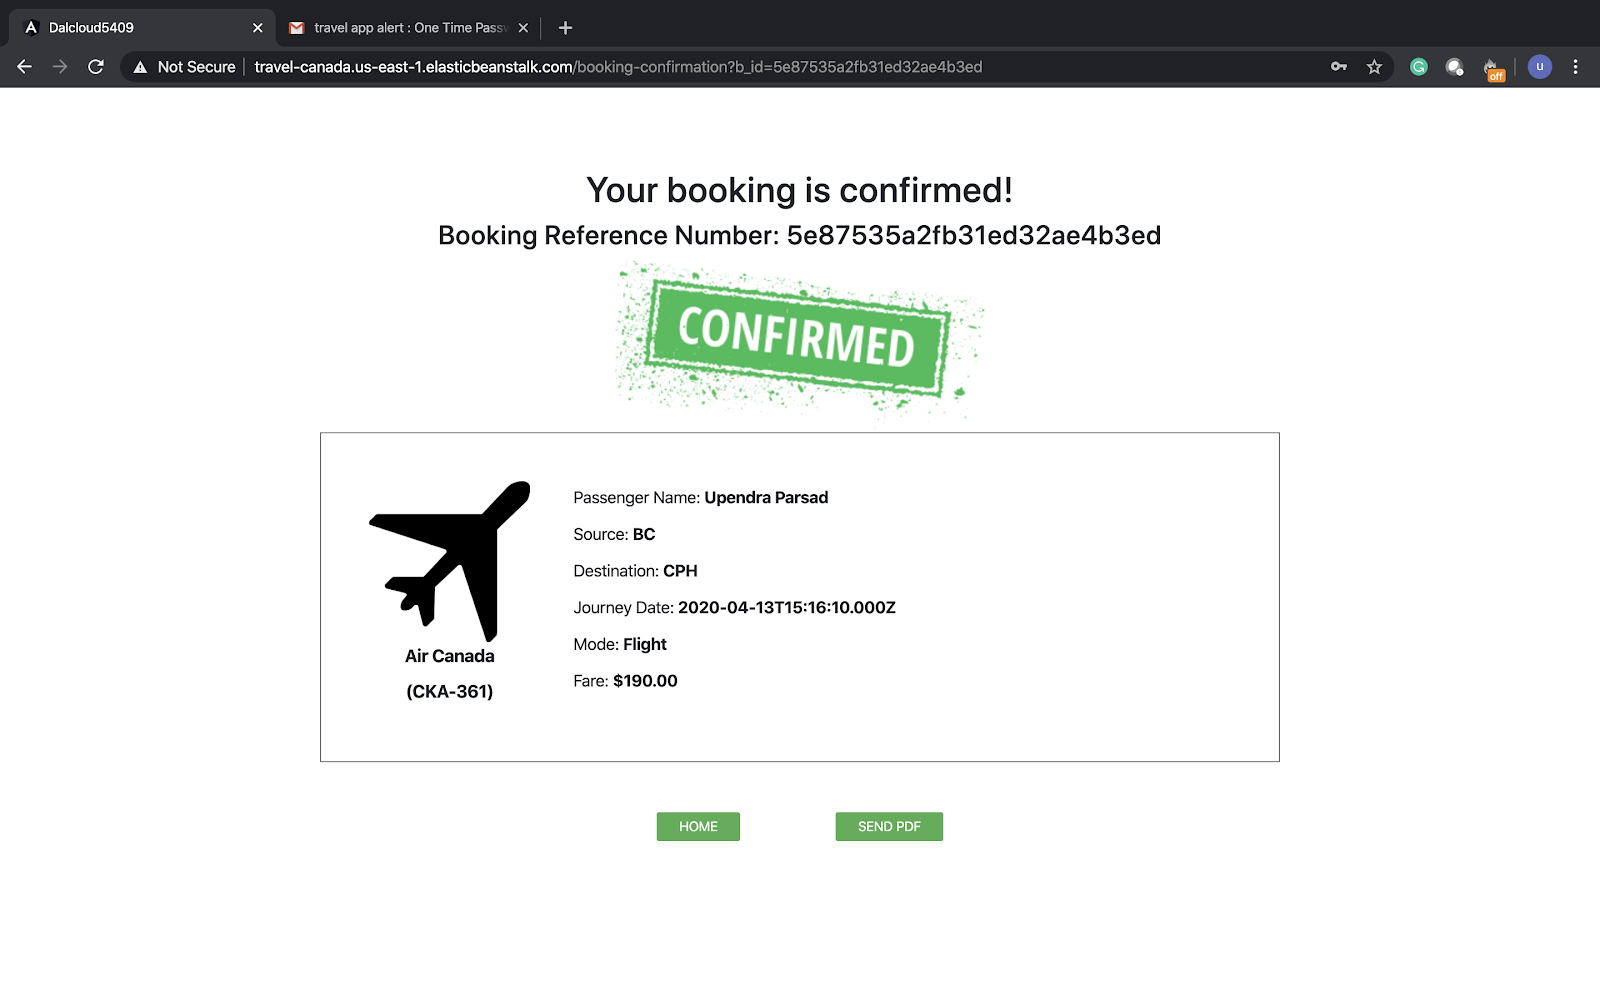 Dalcloud5409
travel app alert : One Time Passw
Not Secure
travel-canada.us-east-1.elasticbeanstalk.com/booking-confirmation?b_id=5e87535a2fb31ed32ae4b3ed
off
u
Your booking is confirmed!
Booking Reference Number: 5e87535a2fb31ed32ae4b3ed
CONFIRMED
Air Canada
(CKA-361)
Passenger Name: Upendra Parsad
Source: BC
Destination: CPH
Journey Date: 2020-04-13T15:16:10.000Z
Mode: Flight
Fare: $190.00
HOME
SEND PDF